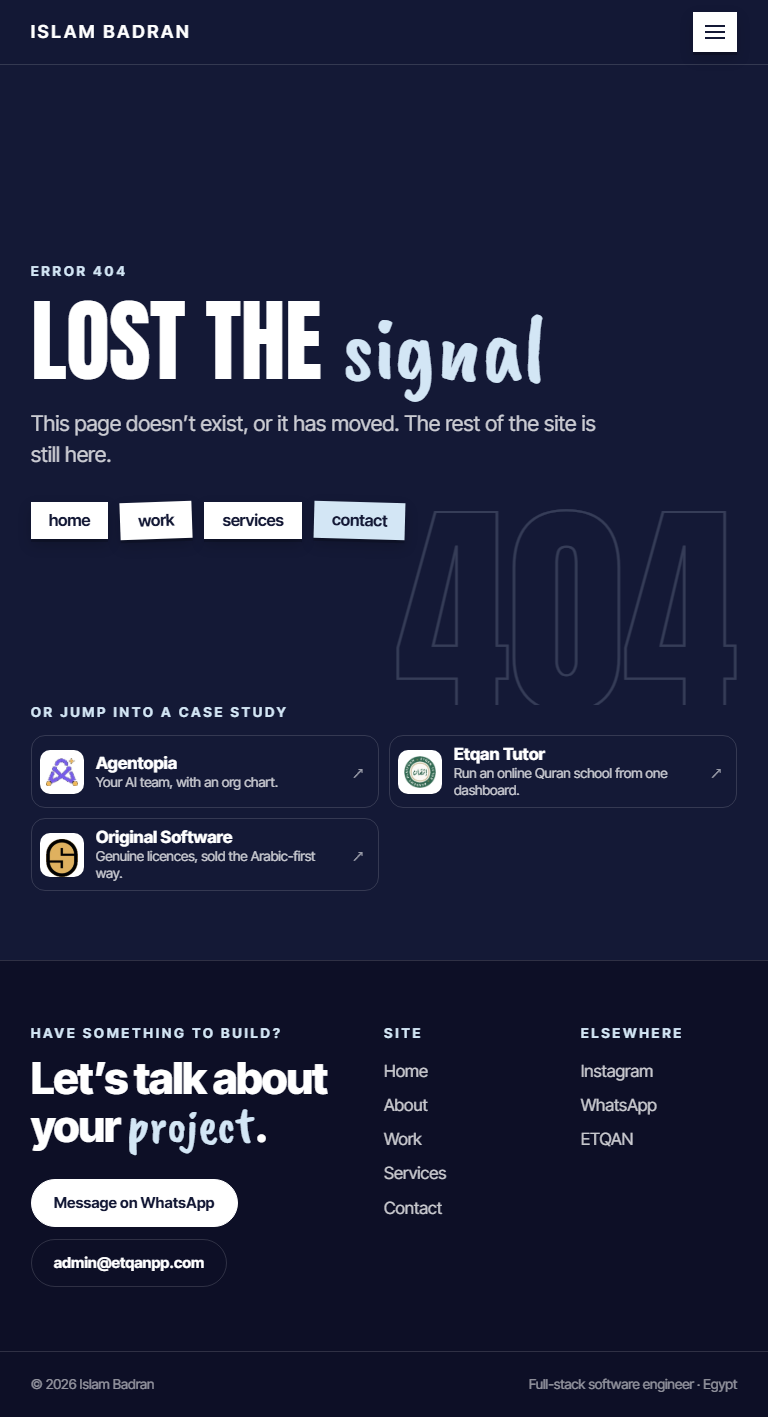 ISLAM BADRAN
ERROR 404
LOST THE signal
This page doesn’t exist, or it has moved. The rest of the site is
still here.
home work services contact
404
OR JUMP INTO A CASE STUDY
Agentopia
Your AI team, with an org chart.
↗
Etqan Tutor
Run an online Quran school from one
dashboard.
↗
Original Software
Genuine licences, sold the Arabic-first
way.
↗
HAVE SOMETHING TO BUILD?
Let’s talk about
your project.
Message on WhatsApp
admin@etqanpp.com
SITE
Home
About
Work
Services
Contact
ELSEWHERE
Instagram
WhatsApp
ETQAN
© 2026 Islam Badran
Full-stack software engineer · Egypt